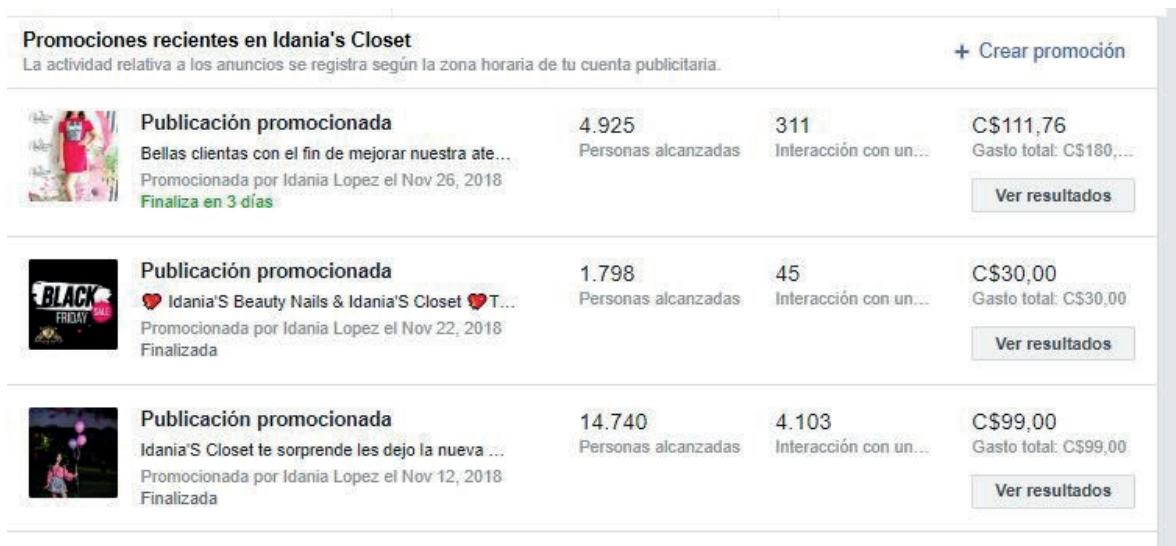 Promociones recientes en Idania's Closet
La actividad relativa a los anuncios se registra según la zona horaria de tu cuenta publicitaria.
+ Crear promoción
Publicación promocionada
Bellas clientas con el fin de mejorar nuestra ate...
Promocionada por Idania Lopez el Nov 26, 2018
Finaliza en 3 días
4.925
Personas alcanzadas
311
Interacción con un...
C$111,76
Gasto total: C$180,...
Ver resultados
BLACK
FRIDAY
SALE
Publicación promocionada
❤ Idania'S Beauty Nails & Idania'S Closet ❤T...
Promocionada por Idania Lopez el Nov 22, 2018
Finalizada
1.798
Personas alcanzadas
45
Interacción con un...
C$30,00
Gasto total: C$30,00
Ver resultados
Publicación promocionada
Idania'S Closet te sorprende les dejo la nueva ...
Promocionada por Idania Lopez el Nov 12, 2018
Finalizada
14.740
Personas alcanzadas
4.103
Interacción con un...
C$99,00
Gasto total: C$99,00
Ver resultados